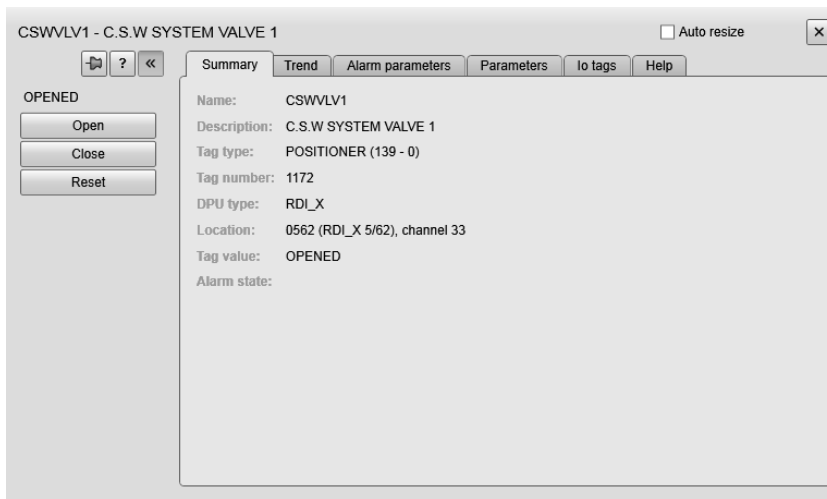 CSWVLV1 - C.S.W SYSTEM VALVE 1
Auto resize
?
«
Summary
Trend
Alarm parameters
Parameters
Io tags
Help
OPENED
Open
Close
Reset
Name: CSWVLV1
Description: C.S.W SYSTEM VALVE 1
Tag type: POSITIONER (139 - 0)
Tag number: 1172
DPU type: RDI_X
Location: 0562 (RDI_X 5/62), channel 33
Tag value: OPENED
Alarm state: